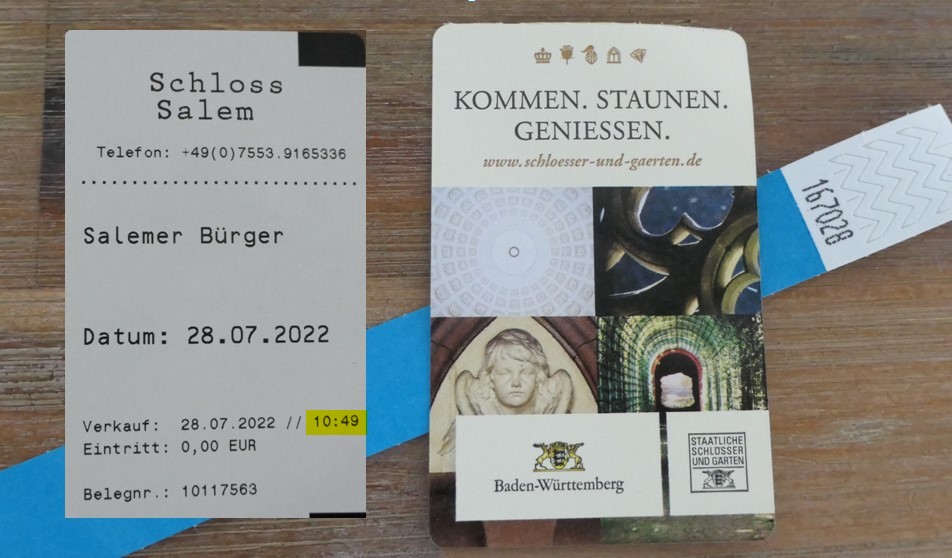 Schloss
Salem
Telefon: +49(0)7553.9165336
Salemer Bürger
Datum: 28.07.2022
Verkauf: 28.07.2022 // 10:49
Eintritt: 0,00 EUR
Belegnr.: 10117563
KOMMEN. STAUNEN.
GENIESSEN.
www.schloesser-und-gaerten.de
Baden-Württemberg
STAATLICHE
SCHLÖSSER
UND GÄRTEN
167028